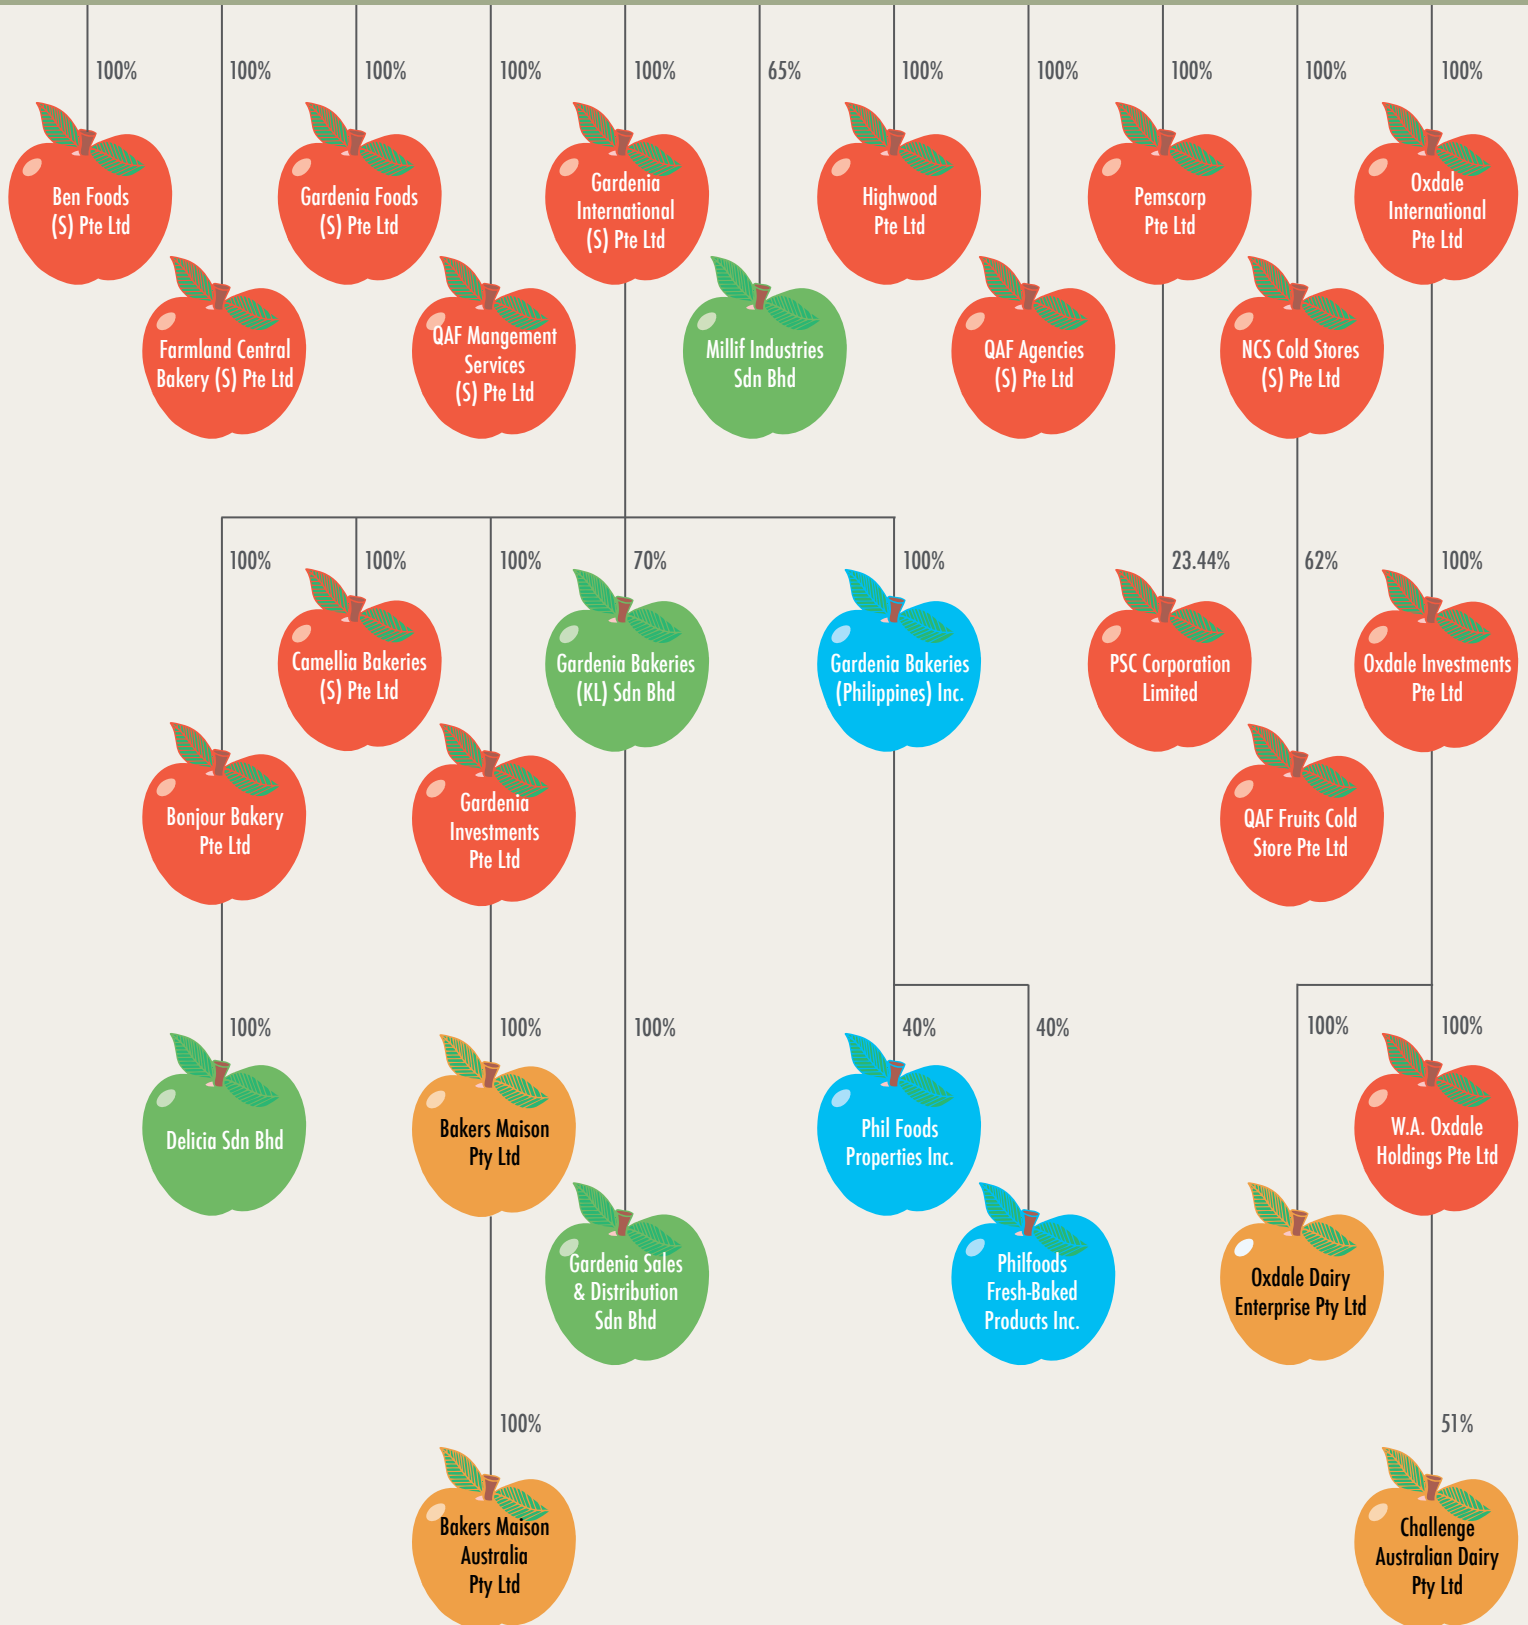 100%
100%
100%
100%
100%
65%
100%
100%
100%
100%
100%
Ben Foods
(S) Pte Ltd
Gardenia Foods
(S) Pte Ltd
Gardenia
International
(S) Pte Ltd
Highwood
Pte Ltd
Pemscorp
Pte Ltd
Oxdale
International
Pte Ltd
Farmland Central
Bakery (S) Pte Ltd
QAF Mangement
Services
(S) Pte Ltd
Millif Industries
Sdn Bhd
QAF Agencies
(S) Pte Ltd
NCS Cold Stores
(S) Pte Ltd
100%
100%
100%
70%
100%
23.44%
62%
100%
Camellia Bakeries
(S) Pte Ltd
Gardenia Bakeries
(KL) Sdn Bhd
Gardenia Bakeries
(Philippines) Inc.
PSC Corporation
Limited
Oxdale Investments
Pte Ltd
Bonjour Bakery
Pte Ltd
Gardenia
Investments
Pte Ltd
QAF Fruits Cold
Store Pte Ltd
100%
100%
100%
40%
40%
100%
100%
Delicia Sdn Bhd
Bakers Maison
Pty Ltd
Phil Foods
Properties Inc.
W.A. Oxdale
Holdings Pte Ltd
Gardenia Sales
& Distribution
Sdn Bhd
Philfoods
Fresh-Baked
Products Inc.
Oxdale Dairy
Enterprise Pty Ltd
100%
51%
Bakers Maison
Australia
Pty Ltd
Challenge
Australian Dairy
Pty Ltd